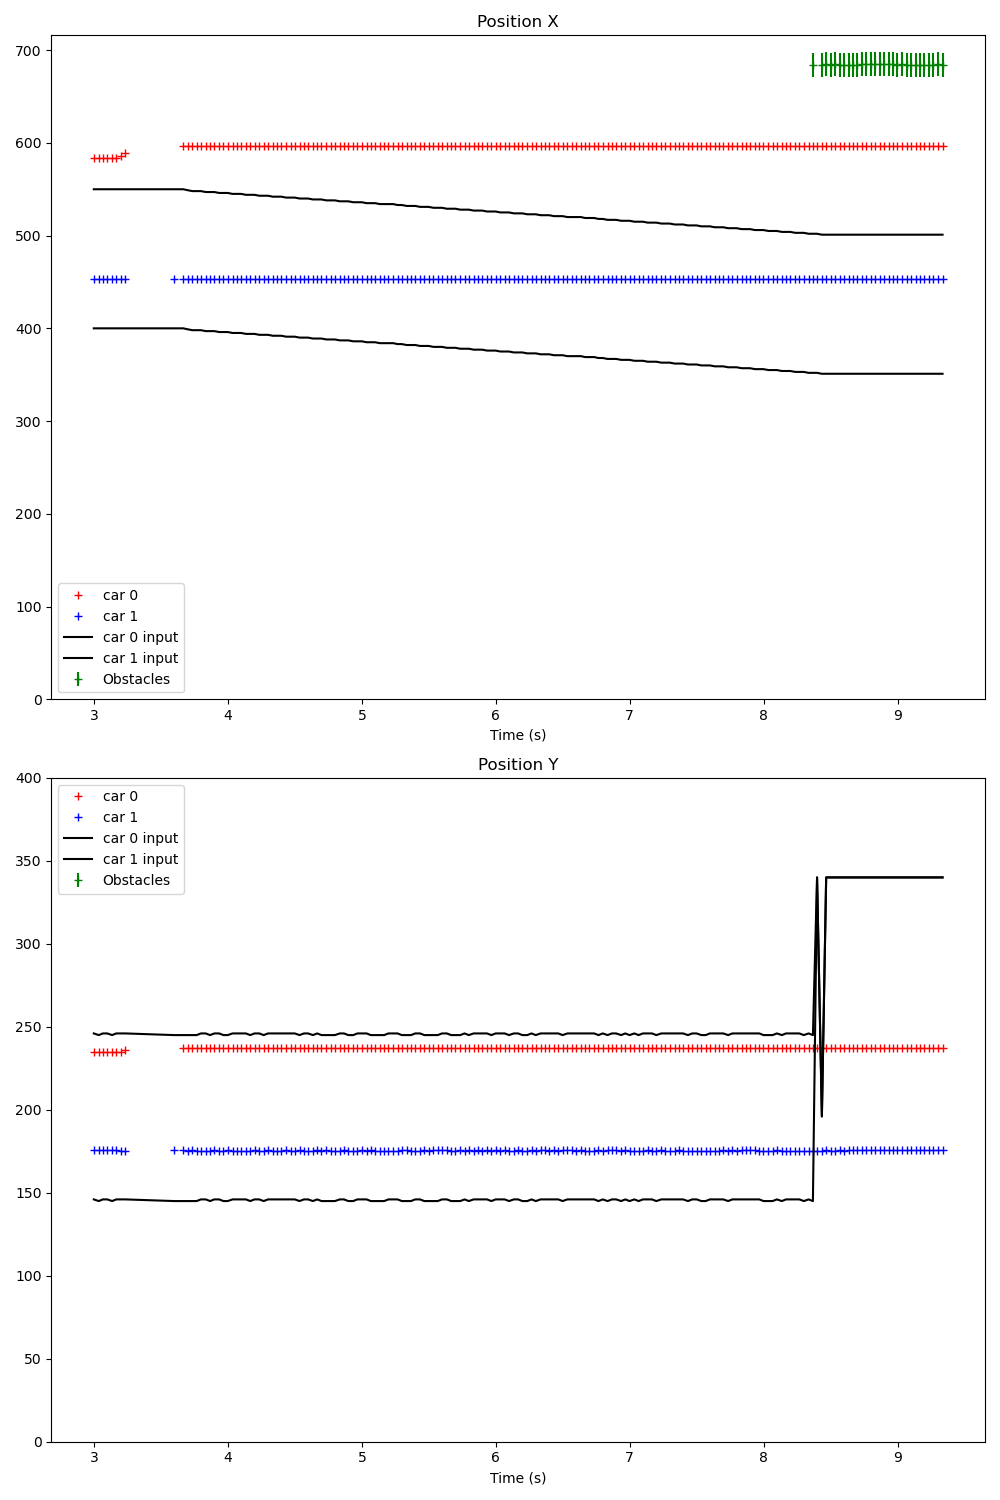 Position X
700
600
500
400
300
200
100
0
car 0
car 1
car 0 input
car 1 input
Obstacles
3 4 5 6 7 8 9
Time (s)
Position Y
400
350
300
250
200
150
100
50
0
car 0
car 1
car 0 input
car 1 input
Obstacles
3 4 5 6 7 8 9
Time (s)